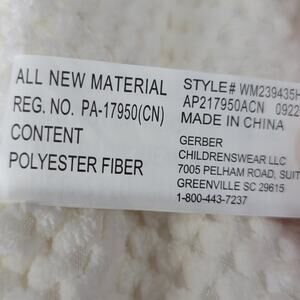 ALL NEW MATERIAL
REG. NO. PA-17950(CN)
CONTENT
POLYESTER FIBER
STYLE# WM239435H
AP217950ACN 0922
MADE IN CHINA
GERBER
CHILDRENSWEAR LLC
7005 PELHAM ROAD, SUIT
GREENVILLE SC 29615
1-800-443-7237